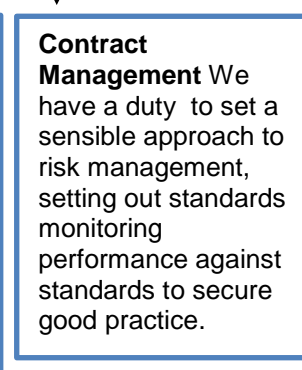 Contract
Management We
have a duty  to set a
sensible approach to
risk management,
setting out standards
monitoring
performance against
standards to secure
good practice.